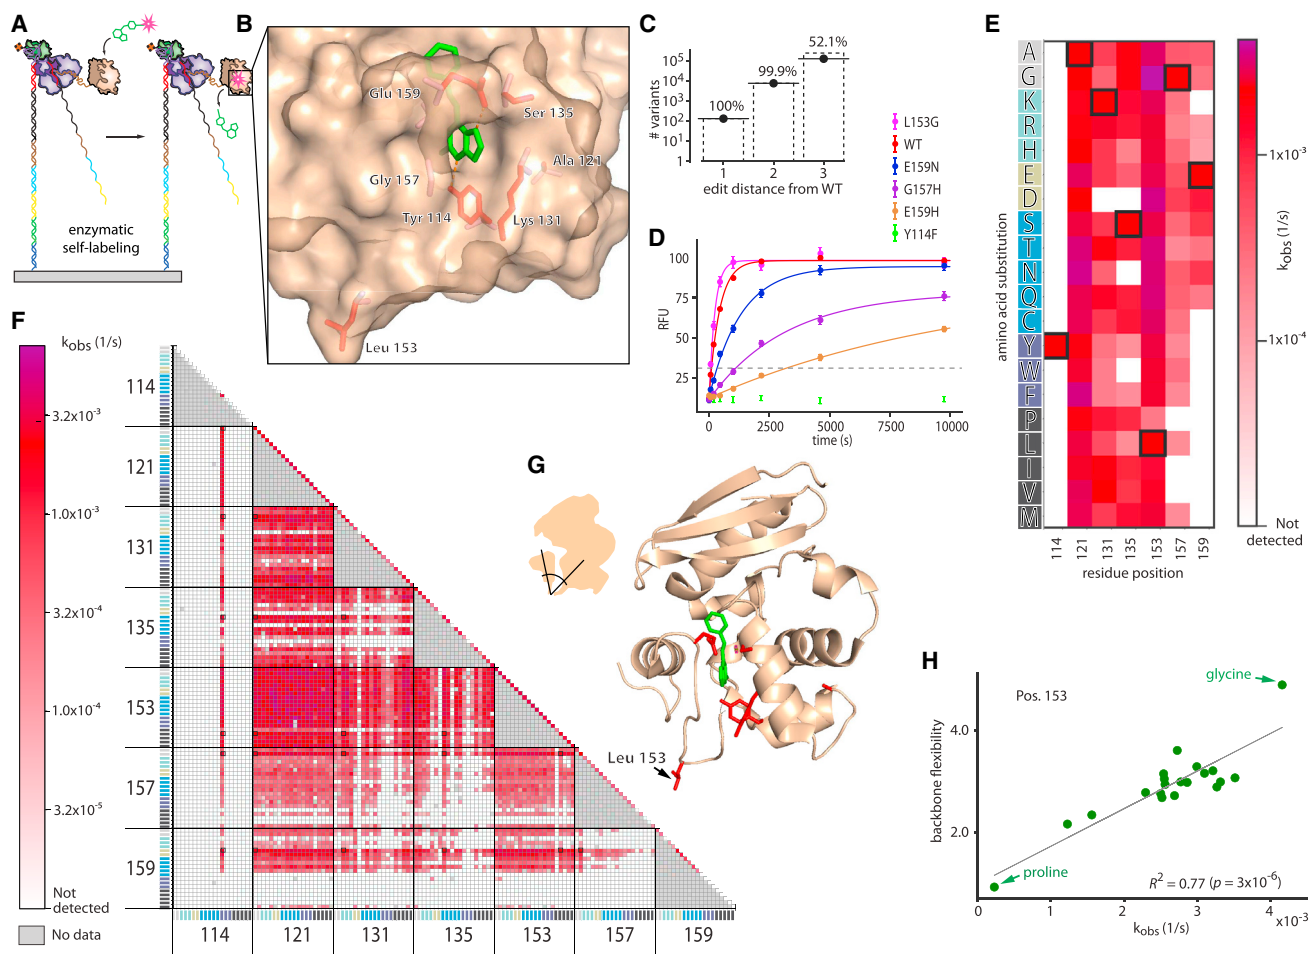 A
enzymatic
self-labeling
B
Glu 159
Ser 135
Ala 121
Gly 157
Tyr 114
Lys 131
Leu 153
C
# variants
10⁵
10⁴
10³
10²
10¹
1
100%
99.9%
52.1%
1
2
3
edit distance from WT
L153G
WT
E159N
G157H
E159H
Y114F
D
RFU
100
75
50
25
0
2500
5000
7500
10000
time (s)
E
amino acid substitution
A
G
K
R
H
E
D
S
T
N
Q
C
Y
W
F
P
L
I
V
M
114
121
131
135
153
157
159
residue position
kobs (1/s)
1x10⁻³
1x10⁻⁴
Not
detected
F
kobs (1/s)
3.2x10⁻³
1.0x10⁻³
3.2x10⁻⁴
1.0x10⁻⁴
3.2x10⁻⁵
Not
detected
No data
114
121
131
135
153
157
159
114
121
131
135
153
157
159
G
Leu 153
H
Pos. 153
glycine
proline
backbone flexibility
4.0
2.0
R² = 0.77 (p = 3x10⁻⁶)
0
1
2
3
4
x10⁻³
kobs (1/s)